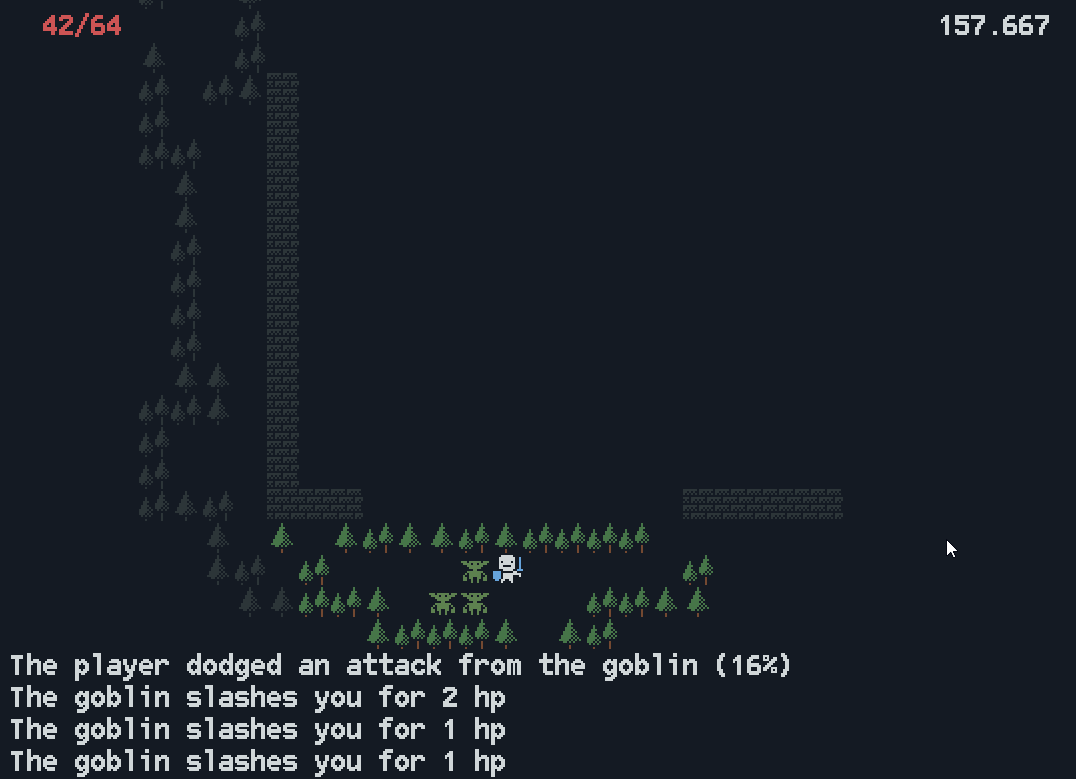 42/64
157.667
The player dodged an attack from the goblin (16%)
The goblin slashes you for 2 hp
The goblin slashes you for 1 hp
The goblin slashes you for 1 hp